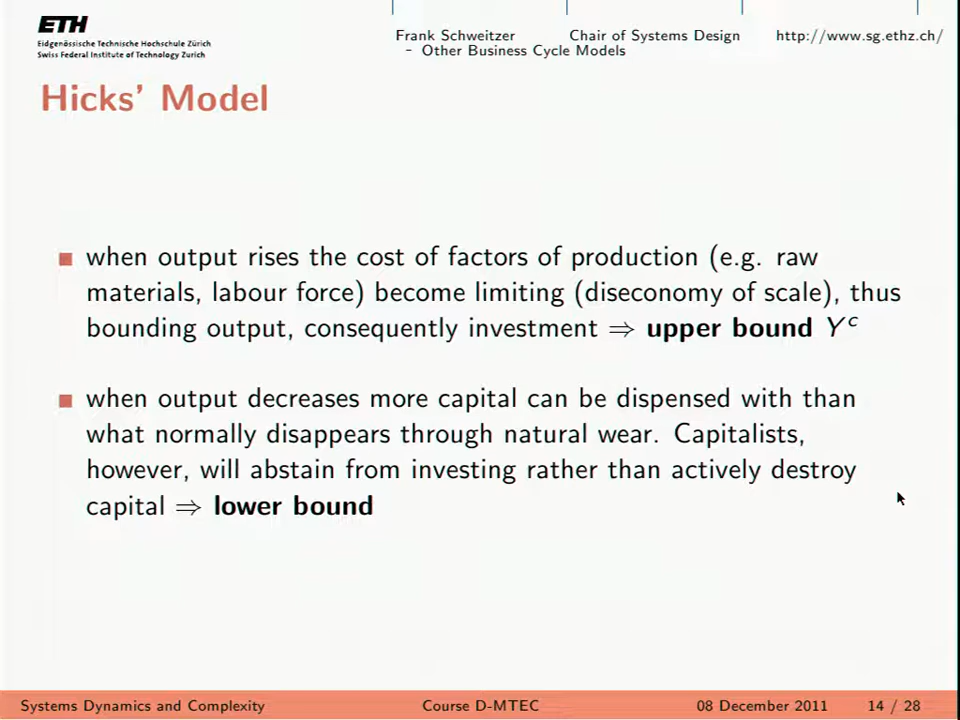 ETH
Eidgenössische Technische Hochschule Zürich
Swiss Federal Institute of Technology Zurich
Frank Schweitzer Chair of Systems Design http://www.sg.ethz.ch/
- Other Business Cycle Models
Hicks' Model
when output rises the cost of factors of production (e.g. raw
materials, labour force) become limiting (diseconomy of scale), thus
bounding output, consequently investment ⇒ upper bound Y^c
when output decreases more capital can be dispensed with than
what normally disappears through natural wear. Capitalists,
however, will abstain from investing rather than actively destroy
capital ⇒ lower bound
Systems Dynamics and Complexity Course D-MTEC 08 December 2011 14 / 28